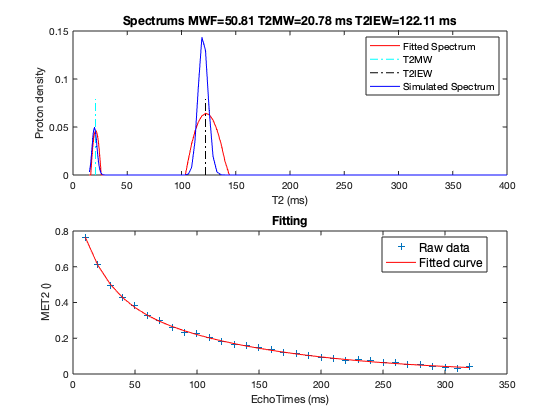 Spectrums MWF=50.81 T2MW=20.78 ms T2IEW=122.11 ms
0.15
0.1
0.05
0
Proton density
Fitted Spectrum
T2MW
T2IEW
Simulated Spectrum
0 50 100 150 200 250 300 350 400
T2 (ms)
Fitting
0.8
0.6
0.4
0.2
0
MET2 ()
Raw data
Fitted curve
0 50 100 150 200 250 300 350
EchoTimes (ms)